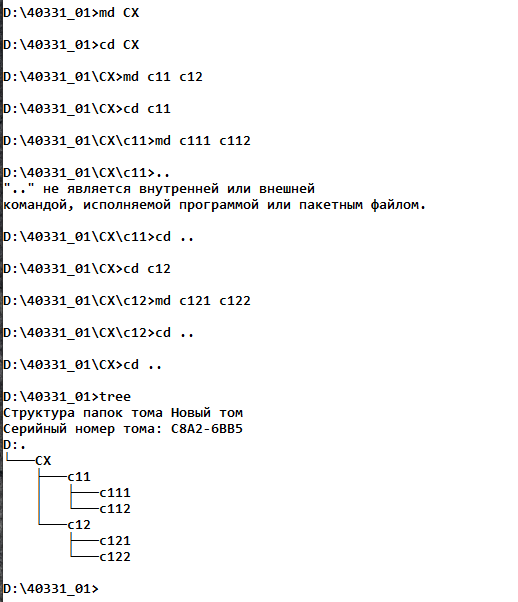 D:\40331_01>md CX
D:\40331_01>cd CX
D:\40331_01\CX>md c11 c12
D:\40331_01\CX>cd c11
D:\40331_01\CX\c11>md c111 c112
D:\40331_01\CX\c11>..
".." не является внутренней или внешней
командой, исполняемой программой или пакетным файлом.
D:\40331_01\CX\c11>cd ..
D:\40331_01\CX>cd c12
D:\40331_01\CX\c12>md c121 c122
D:\40331_01\CX\c12>cd ..
D:\40331_01\CX>cd ..
D:\40331_01>tree
Структура папок тома Новый том
Серийный номер тома: C8A2-6BB5
D:.
└───CX
    ├───c11
    │   ├───c111
    │   └───c112
    └───c12
        ├───c121
        └───c122
D:\40331_01>